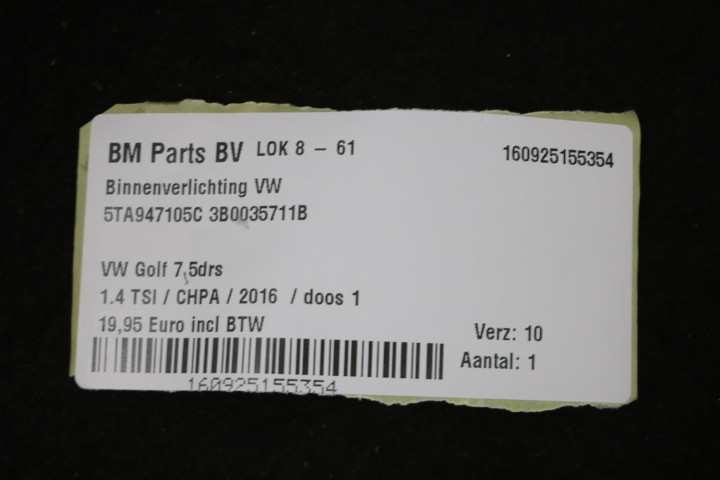 BM Parts BV LOK 8 - 61 160925155354
Binnenverlichting VW
5TA947105C 3B0035711B
VW Golf 7,5drs
1.4 TSI / CHPA / 2016 / doos 1
19,95 Euro incl BTW
Verz: 10
Aantal: 1
160925155354